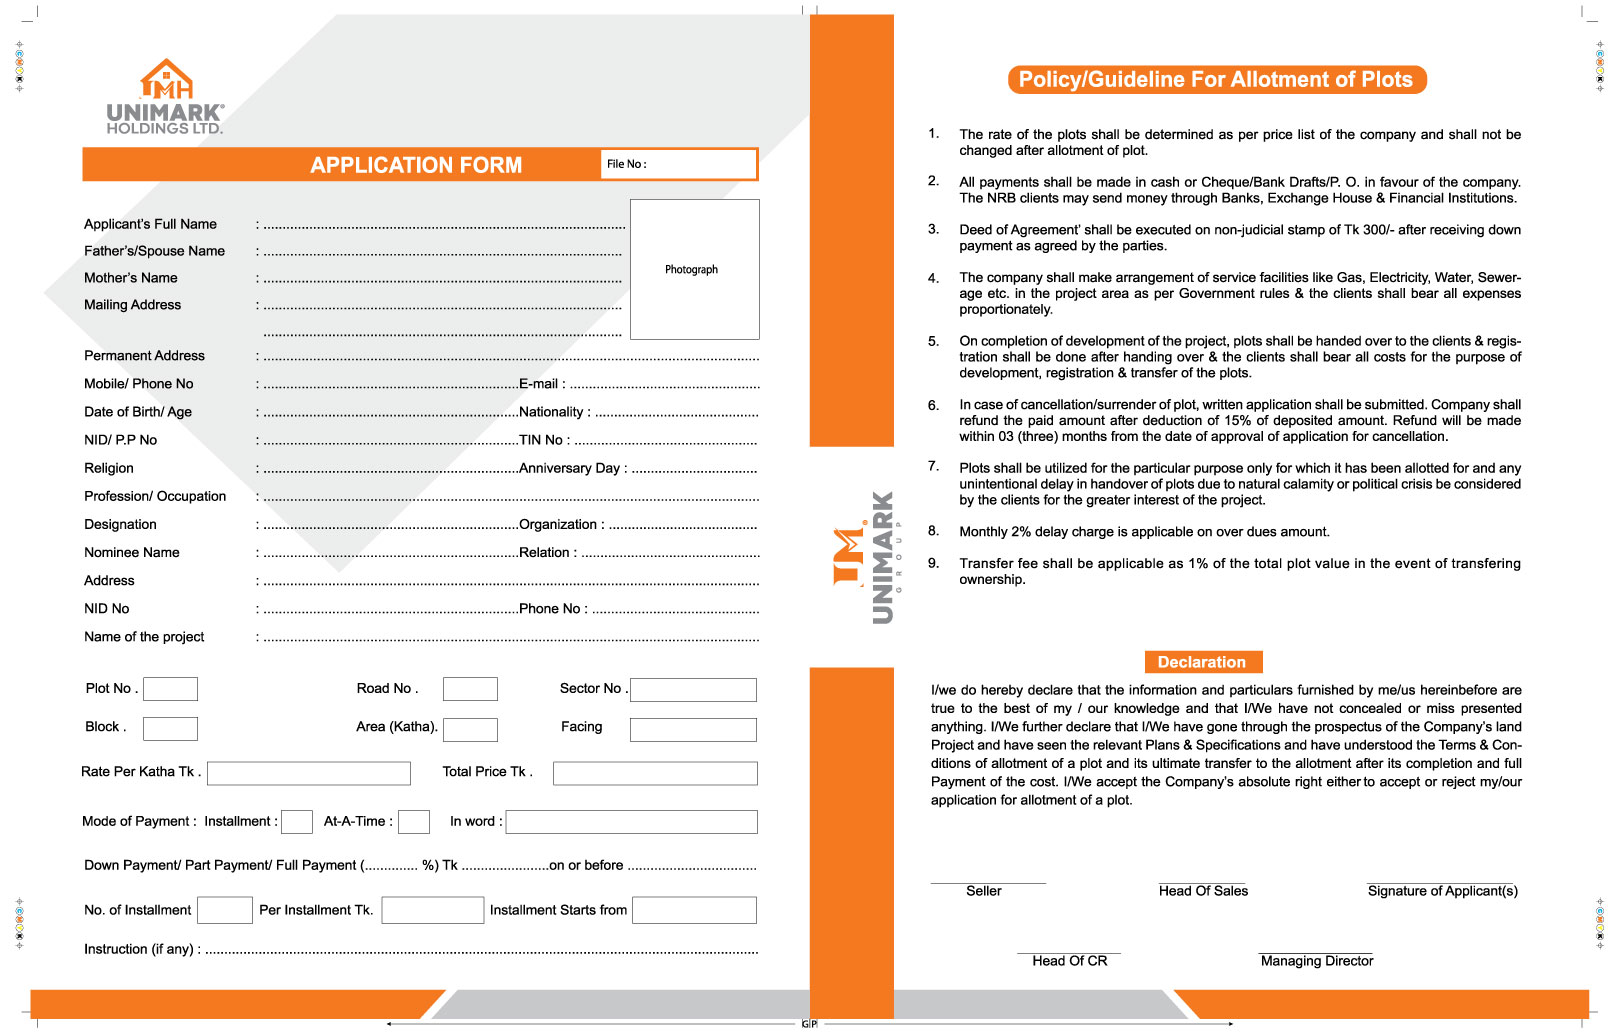 UNIMARK®
HOLDINGS LTD.
APPLICATION FORM
File No :
Photograph
Applicant's Full Name : ....................
Father's/Spouse Name : ....................
Mother's Name : ....................
Mailing Address : ....................
....................
Permanent Address : ....................
Mobile/ Phone No : ....................E-mail : ....................
Date of Birth/ Age : ....................Nationality : ....................
NID/ P.P No : ....................TIN No : ....................
Religion : ....................Anniversary Day : ....................
Profession/ Occupation : ....................
Designation : ....................Organization : ....................
Nominee Name : ....................Relation : ....................
Address : ....................
NID No : ....................Phone No : ....................
Name of the project : ....................
Plot No . Road No . Sector No .
Block . Area (Katha). Facing
Rate Per Katha Tk . Total Price Tk .
Mode of Payment : Installment : At-A-Time : In word :
Down Payment/ Part Payment/ Full Payment (.............. %) Tk .......................on or before ....................
No. of Installment Per Installment Tk. Installment Starts from
Instruction (if any) : ....................
UNIMARK
GROUP
Policy/Guideline For Allotment of Plots
1. The rate of the plots shall be determined as per price list of the company and shall not be
changed after allotment of plot.
2. All payments shall be made in cash or Cheque/Bank Drafts/P. O. in favour of the company.
The NRB clients may send money through Banks, Exchange House & Financial Institutions.
3. Deed of Agreement' shall be executed on non-judicial stamp of Tk 300/- after receiving down
payment as agreed by the parties.
4. The company shall make arrangement of service facilities like Gas, Electricity, Water, Sewer-
age etc. in the project area as per Government rules & the clients shall bear all expenses
proportionately.
5. On completion of development of the project, plots shall be handed over to the clients & regis-
tration shall be done after handing over & the clients shall bear all costs for the purpose of
development, registration & transfer of the plots.
6. In case of cancellation/surrender of plot, written application shall be submitted. Company shall
refund the paid amount after deduction of 15% of deposited amount. Refund will be made
within 03 (three) months from the date of approval of application for cancellation.
7. Plots shall be utilized for the particular purpose only for which it has been allotted for and any
unintentional delay in handover of plots due to natural calamity or political crisis be considered
by the clients for the greater interest of the project.
8. Monthly 2% delay charge is applicable on over dues amount.
9. Transfer fee shall be applicable as 1% of the total plot value in the event of transfering
ownership.
Declaration
I/we do hereby declare that the information and particulars furnished by me/us hereinbefore are
true to the best of my / our knowledge and that I/We have not concealed or miss presented
anything. I/We further declare that I/We have gone through the prospectus of the Company's land
Project and have seen the relevant Plans & Specifications and have understood the Terms & Con-
ditions of allotment of a plot and its ultimate transfer to the allotment after its completion and full
Payment of the cost. I/We accept the Company's absolute right either to accept or reject my/our
application for allotment of a plot.
Seller Head Of Sales Signature of Applicant(s)
Head Of CR Managing Director
G P